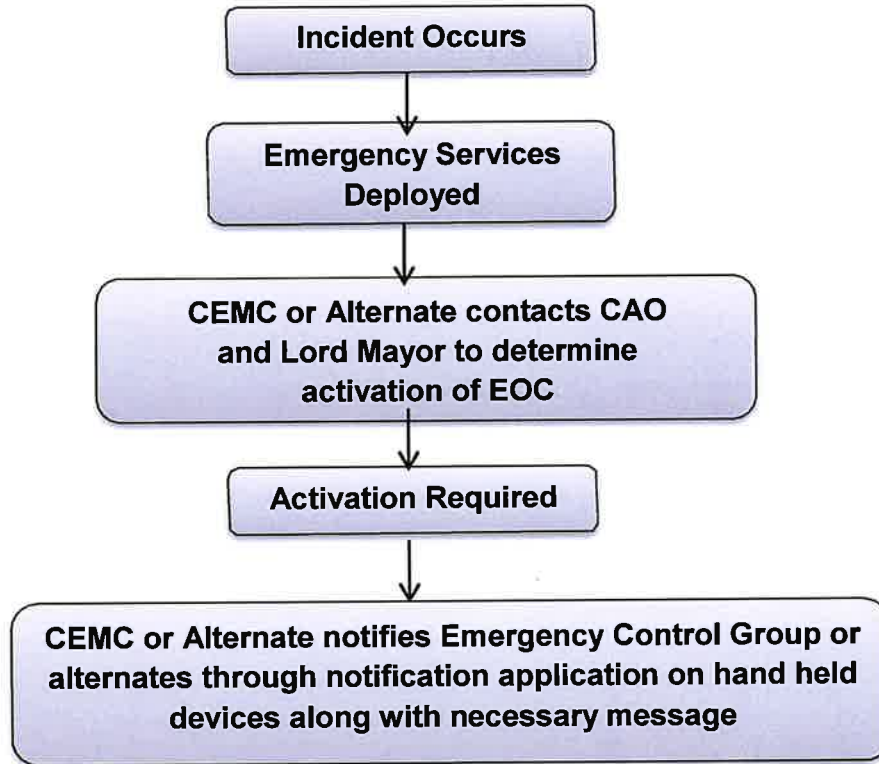 Incident Occurs
Emergency Services
Deployed
CEMC or Alternate contacts CAO
and Lord Mayor to determine
activation of EOC
Activation Required
CEMC or Alternate notifies Emergency Control Group or
alternates through notification application on hand held
devices along with necessary message